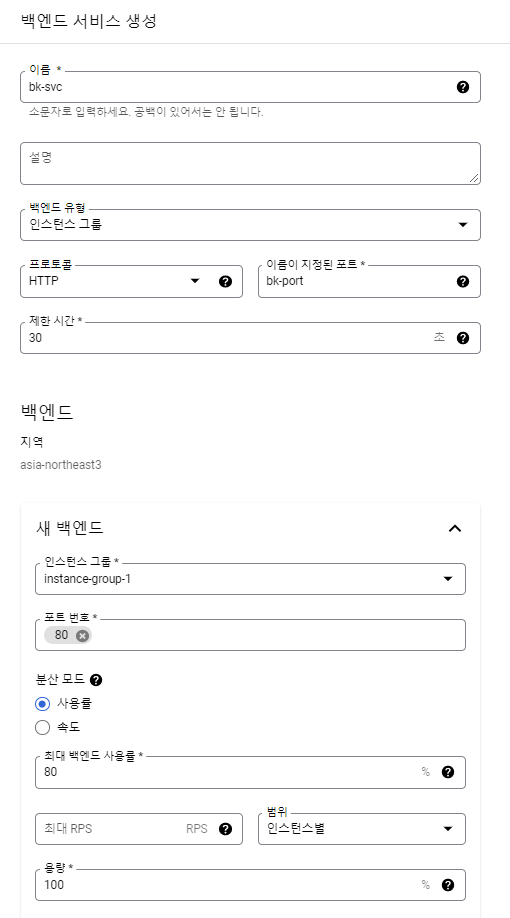 백엔드 서비스 생성
이름 *
bk-svc
소문자로 입력하세요. 공백이 있어서는 안 됩니다.
설명
백엔드 유형
인스턴스 그룹
프로토콜
HTTP
이름이 지정된 포트 *
bk-port
제한 시간 *
30
초
백엔드
지역
asia-northeast3
새 백엔드
인스턴스 그룹 *
instance-group-1
포트 번호 *
80
분산 모드
사용률
속도
최대 백엔드 사용률 *
80
%
최대 RPS
RPS
범위
인스턴스별
용량 *
100
%